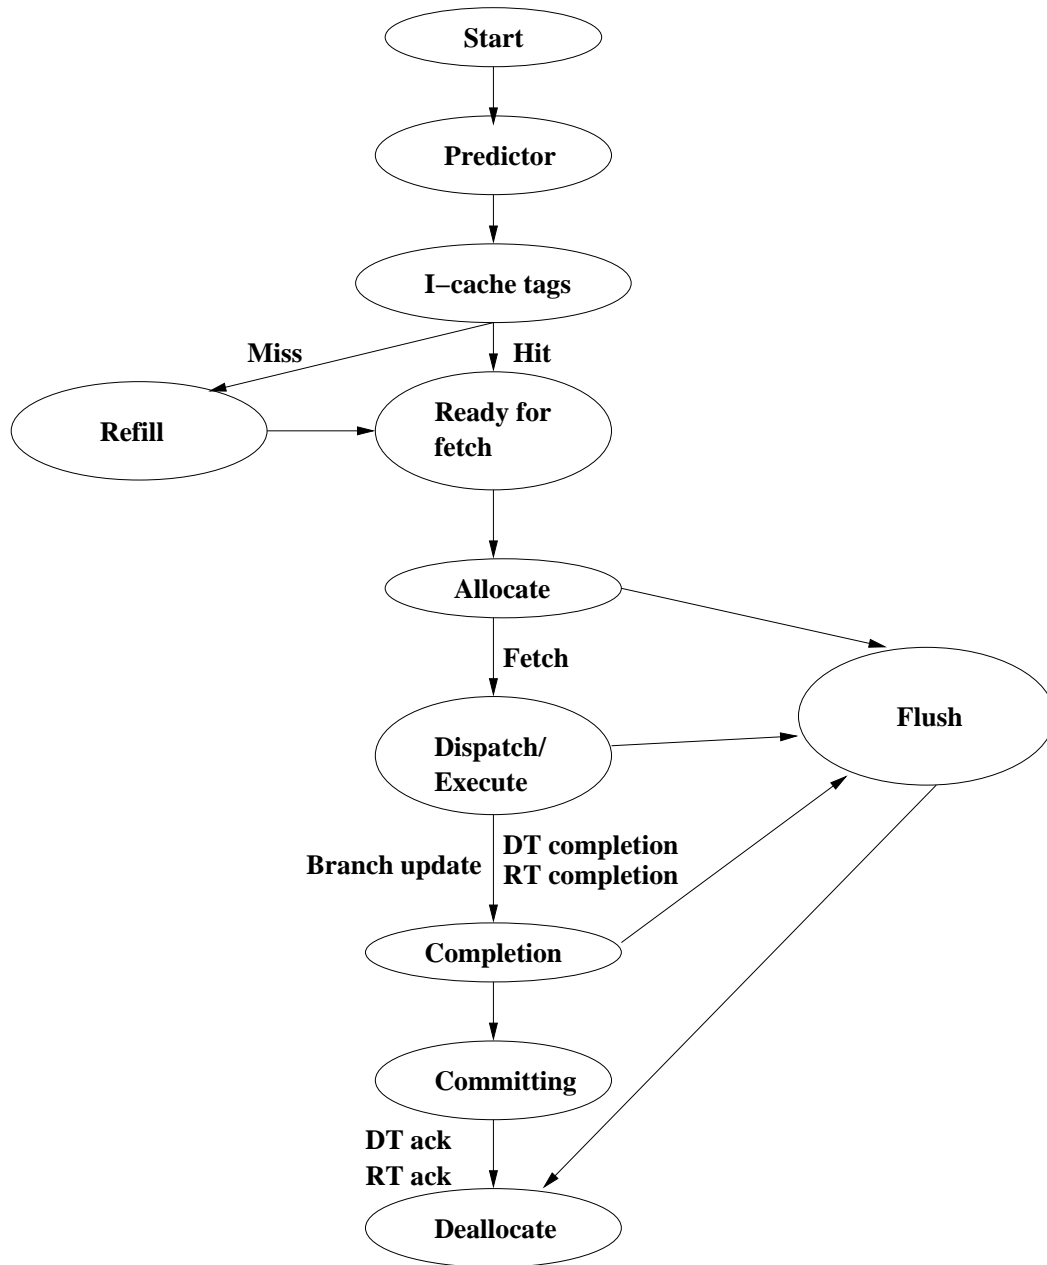 Start
Predictor
I–cache tags
Miss
Hit
Refill
Ready for
fetch
Allocate
Fetch
Flush
Dispatch/
Execute
Branch update
DT completion
RT completion
Completion
Committing
DT ack
RT ack
Deallocate